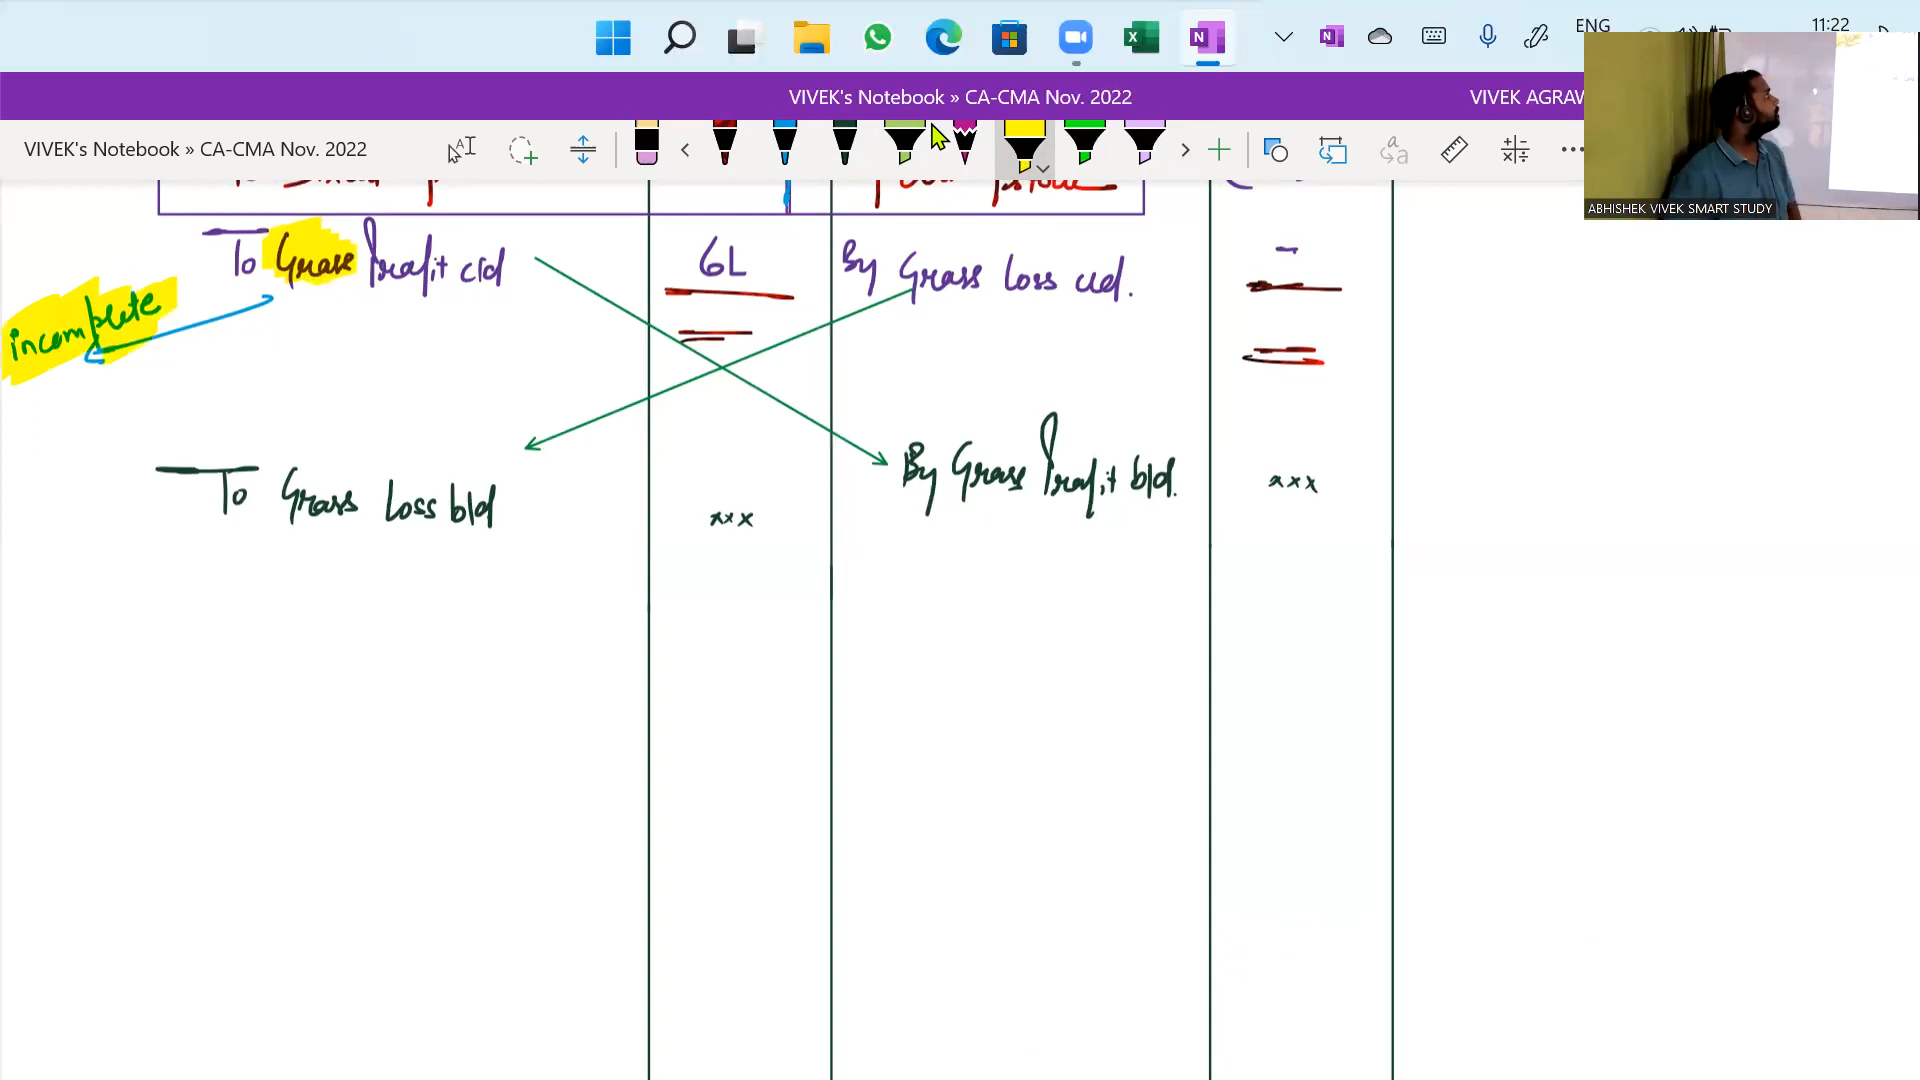 ENG
11:22
VIVEK's Notebook » CA-CMA Nov. 2022
VIVEK AGRAW
VIVEK's Notebook » CA-CMA Nov. 2022
ABHISHEK VIVEK SMART STUDY
To Gross Profit c/d 6L By Gross Loss c/d. -
incomplete
To Gross Loss b/d xxx By Gross Profit b/d. xxx